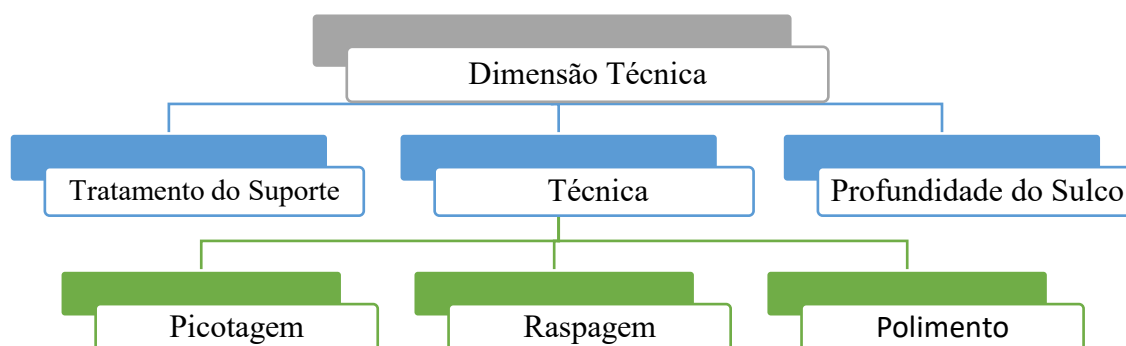 Dimensão Técnica
Tratamento do Suporte
Técnica
Profundidade do Sulco
Picotagem
Raspagem
Polimento